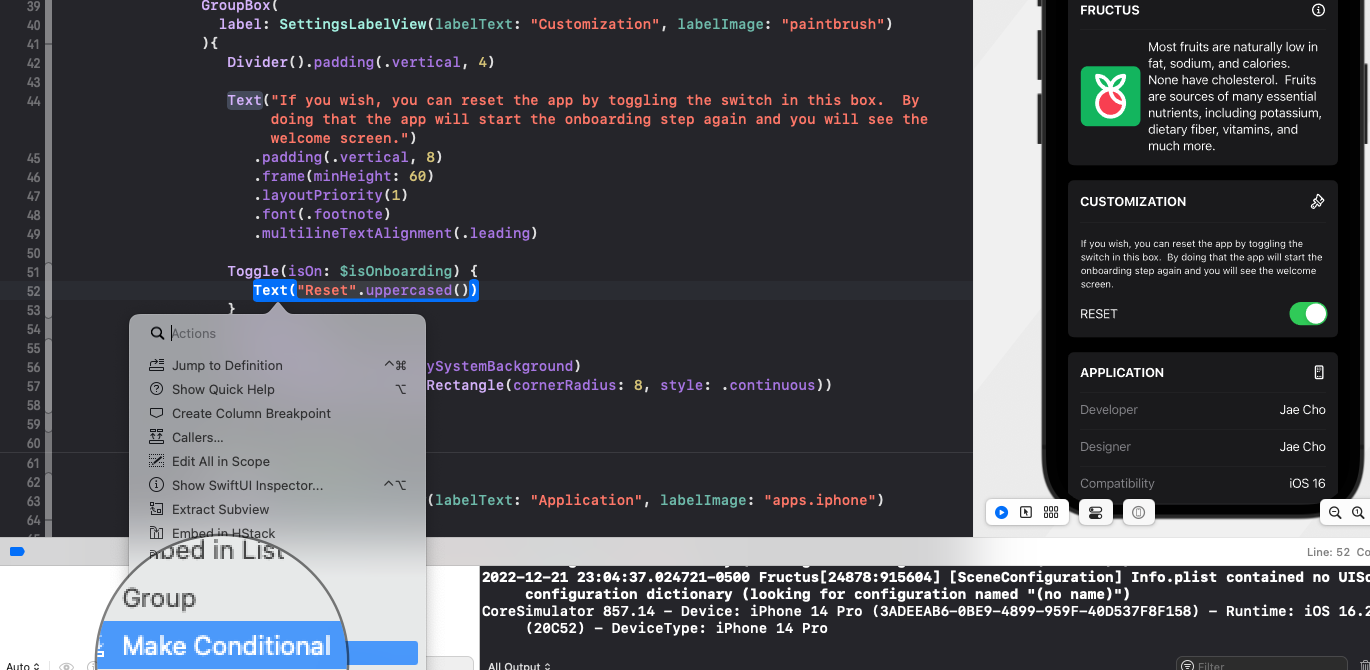 39 GroupBox(
40 label: SettingsLabelView(labelText: "Customization", labelImage: "paintbrush")
41 ){
42 Divider().padding(.vertical, 4)
43
44 Text("If you wish, you can reset the app by toggling the switch in this box.  By
doing that the app will start the onboarding step again and you will see the
welcome screen.")
45 .padding(.vertical, 8)
46 .frame(minHeight: 60)
47 .layoutPriority(1)
48 .font(.footnote)
49 .multilineTextAlignment(.leading)
50
51 Toggle(isOn: $isOnboarding) {
52 Text("Reset".uppercased())
53 }
54
55
56 ySystemBackground)
57 Rectangle(cornerRadius: 8, style: .continuous))
58
59
60
61
62
63 (labelText: "Application", labelImage: "apps.iphone")
64
Actions
Jump to Definition ^⌘
Show Quick Help ⌥
Create Column Breakpoint
Callers...
Edit All in Scope
Show SwiftUI Inspector... ^⌥
Extract Subview
Embed in HStack
bed in List
Group
Make Conditional
FRUCTUS
Most fruits are naturally low in
fat, sodium, and calories.
None have cholesterol.  Fruits
are sources of many essential
nutrients, including potassium,
dietary fiber, vitamins, and
much more.
CUSTOMIZATION
If you wish, you can reset the app by toggling the
switch in this box.  By doing that the app will start the
onboarding step again and you will see the welcome
screen.
RESET
APPLICATION
Developer Jae Cho
Designer Jae Cho
Compatibility iOS 16
Line: 52 Co
2022-12-21 23:04:37.024721-0500 Fructus[24878:915604] [SceneConfiguration] Info.plist contained no UISc
configuration dictionary (looking for configuration named "(no name)")
CoreSimulator 857.14 - Device: iPhone 14 Pro (3ADEEAB6-0BE9-4899-959F-40D537F8F158) - Runtime: iOS 16.2
(20C52) - DeviceType: iPhone 14 Pro
Auto
All Output
Filter